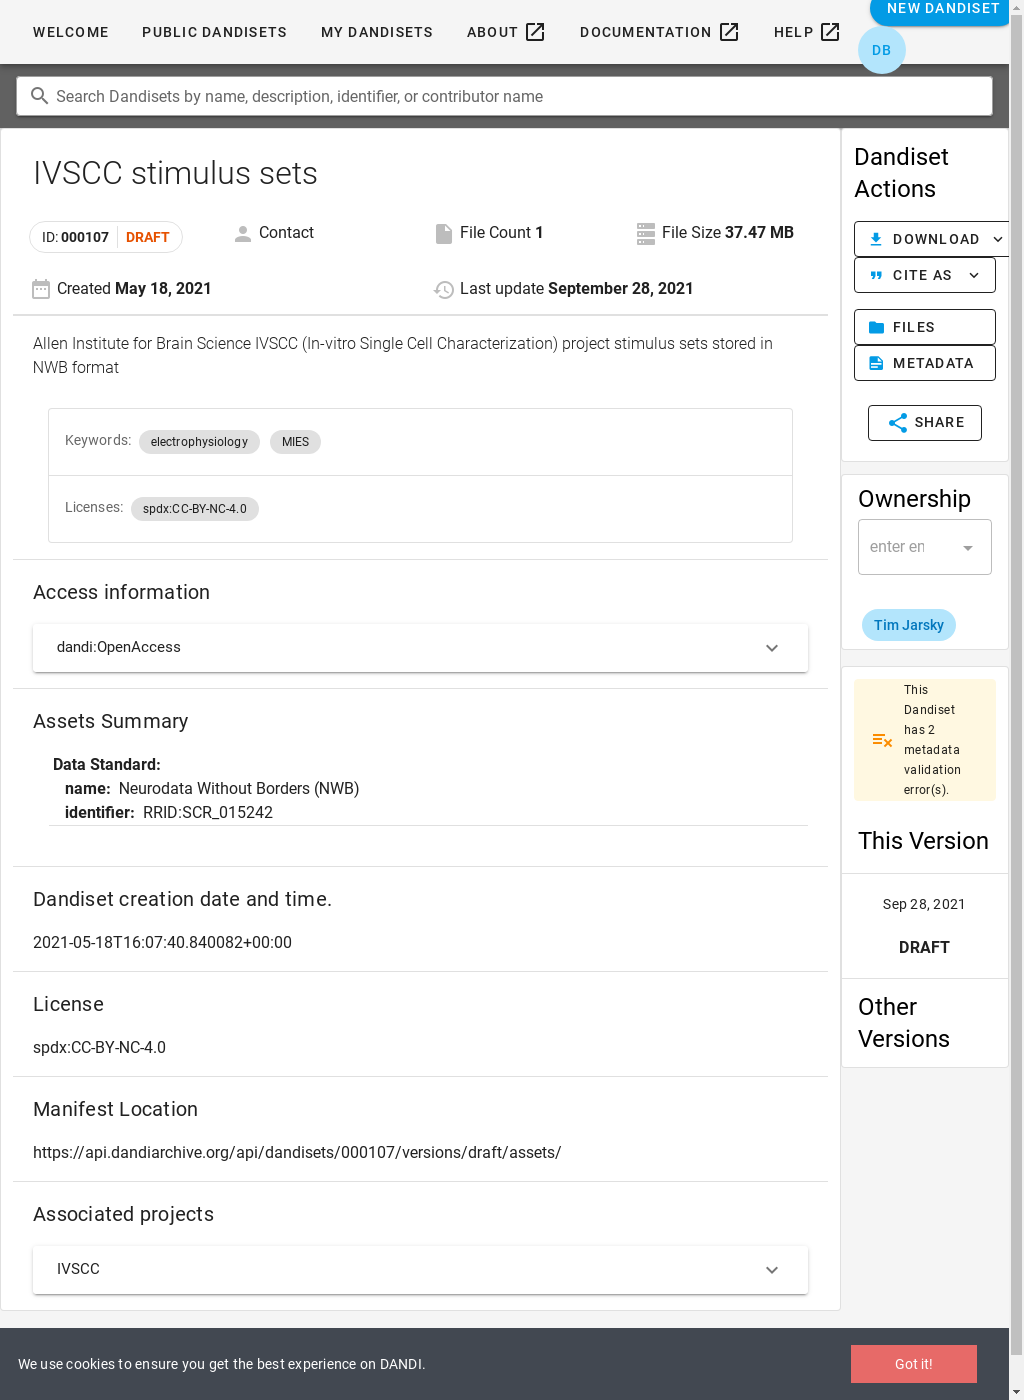 WELCOME
PUBLIC DANDISETS
MY DANDISETS
ABOUT
DOCUMENTATION
HELP
NEW DANDISET
DB
Search Dandisets by name, description, identifier, or contributor name
IVSCC stimulus sets
ID: 000107 DRAFT
Contact
File Count 1
File Size 37.47 MB
Created May 18, 2021
Last update September 28, 2021
Allen Institute for Brain Science IVSCC (In-vitro Single Cell Characterization) project stimulus sets stored in
NWB format
Keywords: electrophysiology MIES
Licenses: spdx:CC-BY-NC-4.0
Access information
dandi:OpenAccess
Assets Summary
Data Standard:
name: Neurodata Without Borders (NWB)
identifier: RRID:SCR_015242
Dandiset creation date and time.
2021-05-18T16:07:40.840082+00:00
License
spdx:CC-BY-NC-4.0
Manifest Location
https://api.dandiarchive.org/api/dandisets/000107/versions/draft/assets/
Associated projects
IVSCC
Dandiset
Actions
DOWNLOAD
CITE AS
FILES
METADATA
SHARE
Ownership
enter en
Tim Jarsky
This
Dandiset
has 2
metadata
validation
error(s).
This Version
Sep 28, 2021
DRAFT
Other
Versions
We use cookies to ensure you get the best experience on DANDI.
Got it!